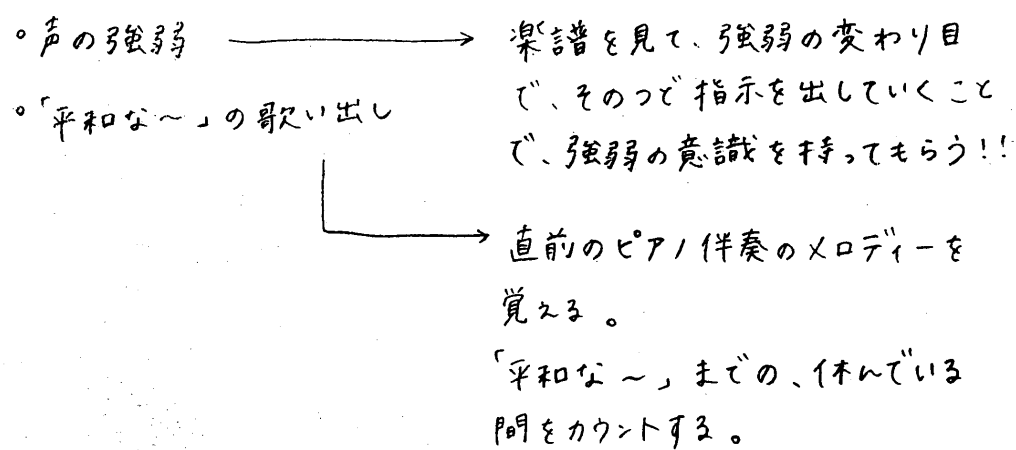 。声の強弱
。「平和な～」の歌い出し
楽譜を見て、強弱の変わり目
で、そのつど指示を出していくこと
で、強弱の意識を持ってもらう!!
直前のピアノ伴奏のメロディーを
覚える。
「平和な～」までの、休んでいる
間をカウントする。